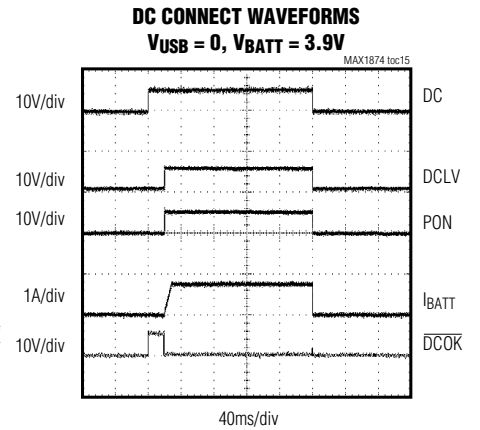 DC CONNECT WAVEFORMS
VUSB = 0, VBATT = 3.9V
MAX1874 toc15
10V/div DC
10V/div DCLV
10V/div PON
1A/div IBATT
10V/div DCOK
40ms/div